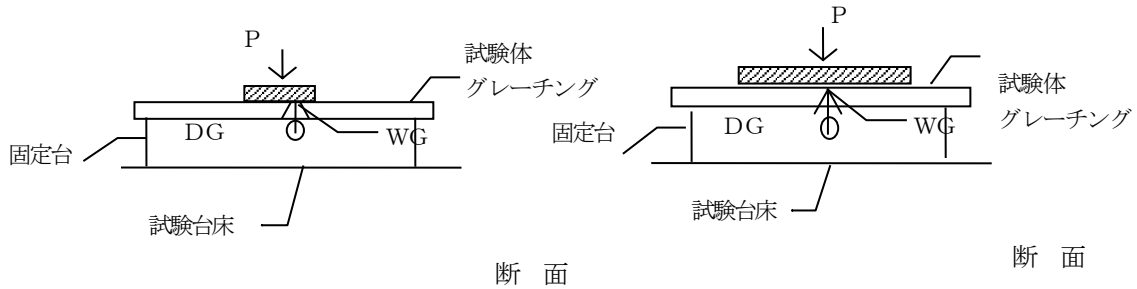 P
試験体
グレーチング
DG
WG
固定台
試験台床
断　面
P
試験体
グレーチング
DG
WG
固定台
試験台床
断　面